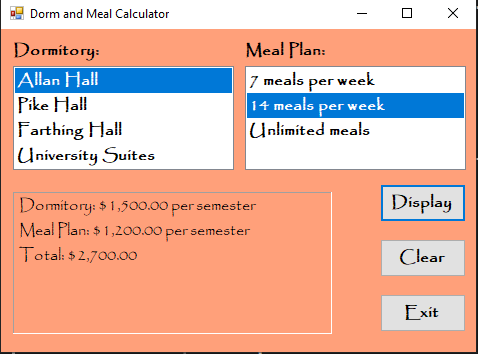 Dorm and Meal Calculator
Dormitory:
Allan Hall
Pike Hall
Farthing Hall
University Suites
Meal Plan:
7 meals per week
14 meals per week
Unlimited meals
Dormitory: $1,500.00 per semester
Meal Plan: $1,200.00 per semester
Total: $2,700.00
Display
Clear
Exit